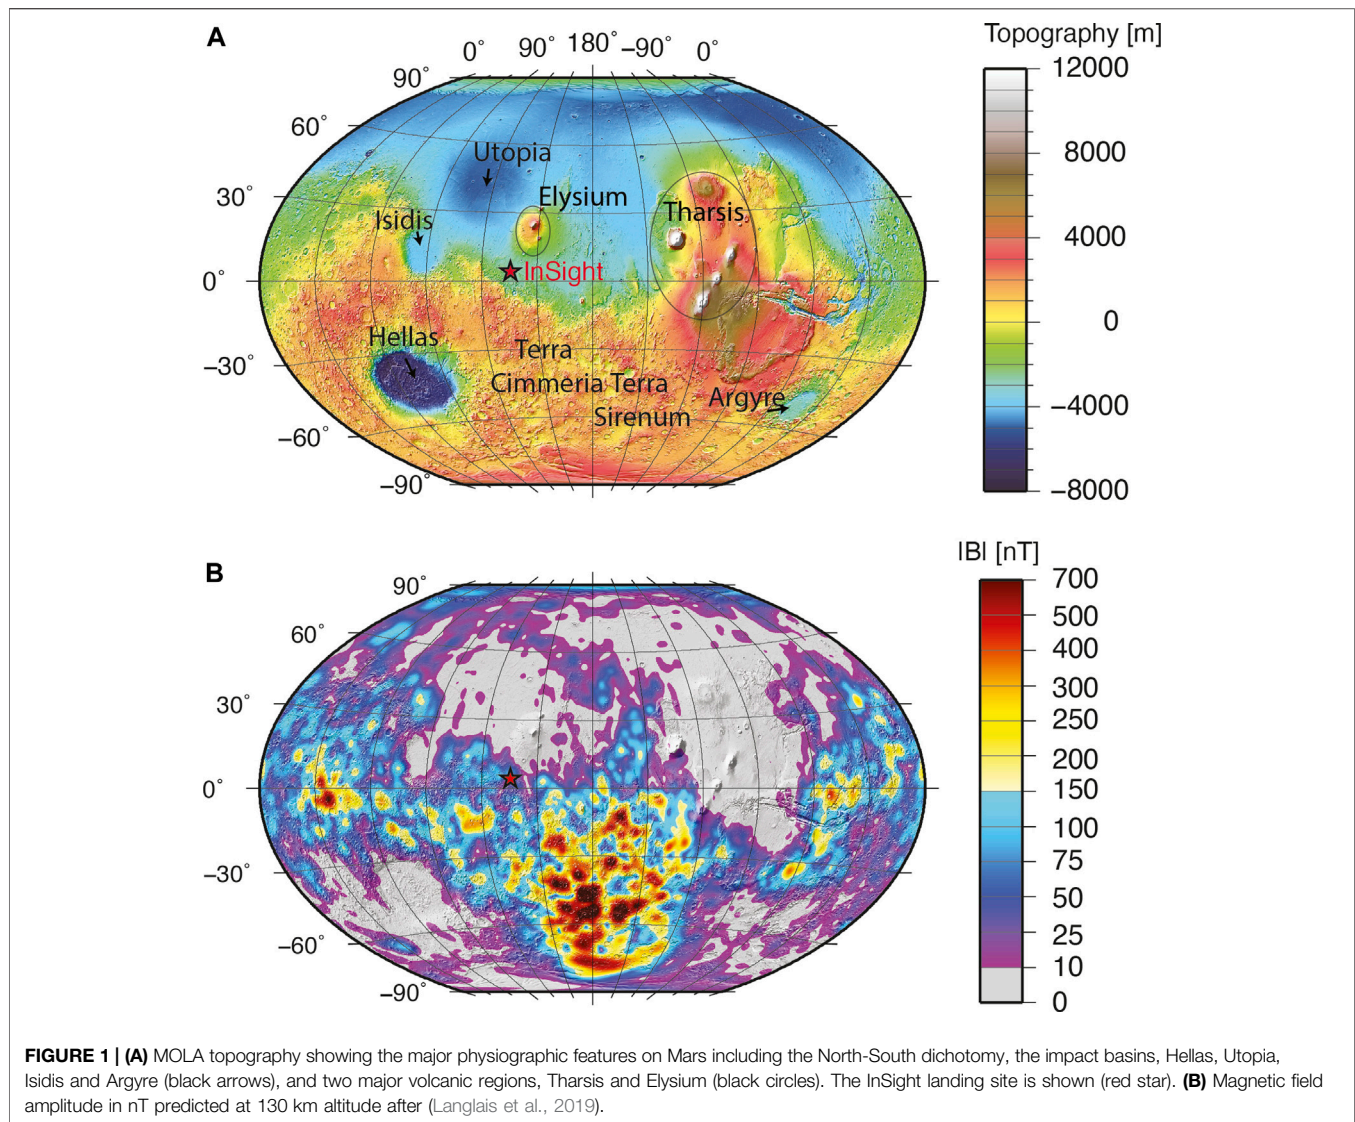 A
0° 90° 180° −90° 0°
Topography [m]
90°
60°
30°
0°
−30°
−60°
−90°
Utopia
Elysium
Isidis
Tharsis
InSight
Hellas
Terra
Cimmeria Terra
Sirenum
Argyre
12000
8000
4000
0
−4000
−8000
B
|B| [nT]
90°
60°
30°
0°
−30°
−60°
−90°
700
500
400
300
250
200
150
100
75
50
25
10
0
FIGURE 1 | (A) MOLA topography showing the major physiographic features on Mars including the North-South dichotomy, the impact basins, Hellas, Utopia,
Isidis and Argyre (black arrows), and two major volcanic regions, Tharsis and Elysium (black circles). The InSight landing site is shown (red star). (B) Magnetic field
amplitude in nT predicted at 130 km altitude after (Langlais et al., 2019).